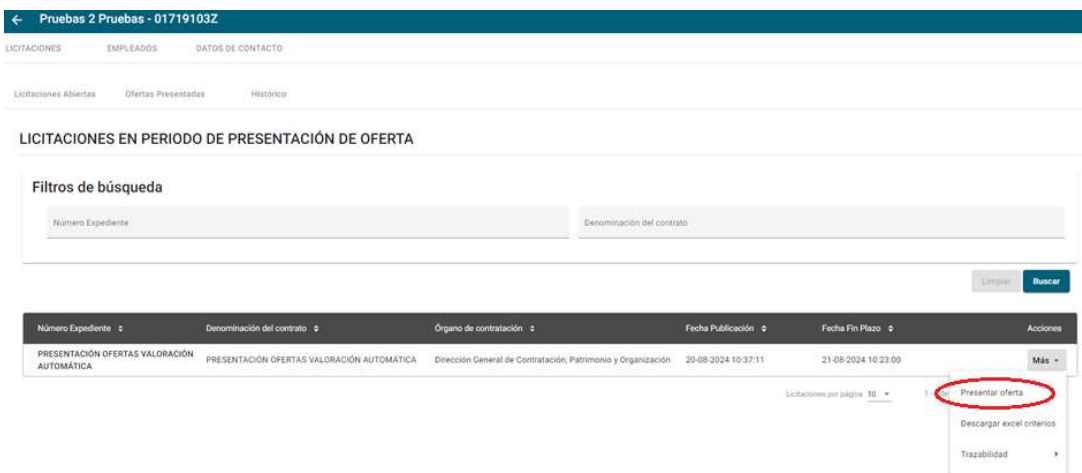 Pruebas 2 Pruebas - 01719103Z
LICITACIONES EMPLEADOS DATOS DE CONTACTO
Licitaciones Abiertas Ofertas Presentadas Histórico
LICITACIONES EN PERIODO DE PRESENTACIÓN DE OFERTA
Filtros de búsqueda
Número Expediente Denominación del contrato
Limpiar Buscar
Número Expediente Denominación del contrato Órgano de contratación Fecha Publicación Fecha Fin Plazo Acciones
PRESENTACIÓN OFERTAS VALORACIÓN AUTOMÁTICA PRESENTACIÓN OFERTAS VALORACIÓN AUTOMÁTICA Dirección General de Contratación, Patrimonio y Organización 20-08-2024 10:37:11 21-08-2024 10:23:00 Más
Licitaciones por página 10
Presentar oferta
Descargar excel criterios
Trazabilidad